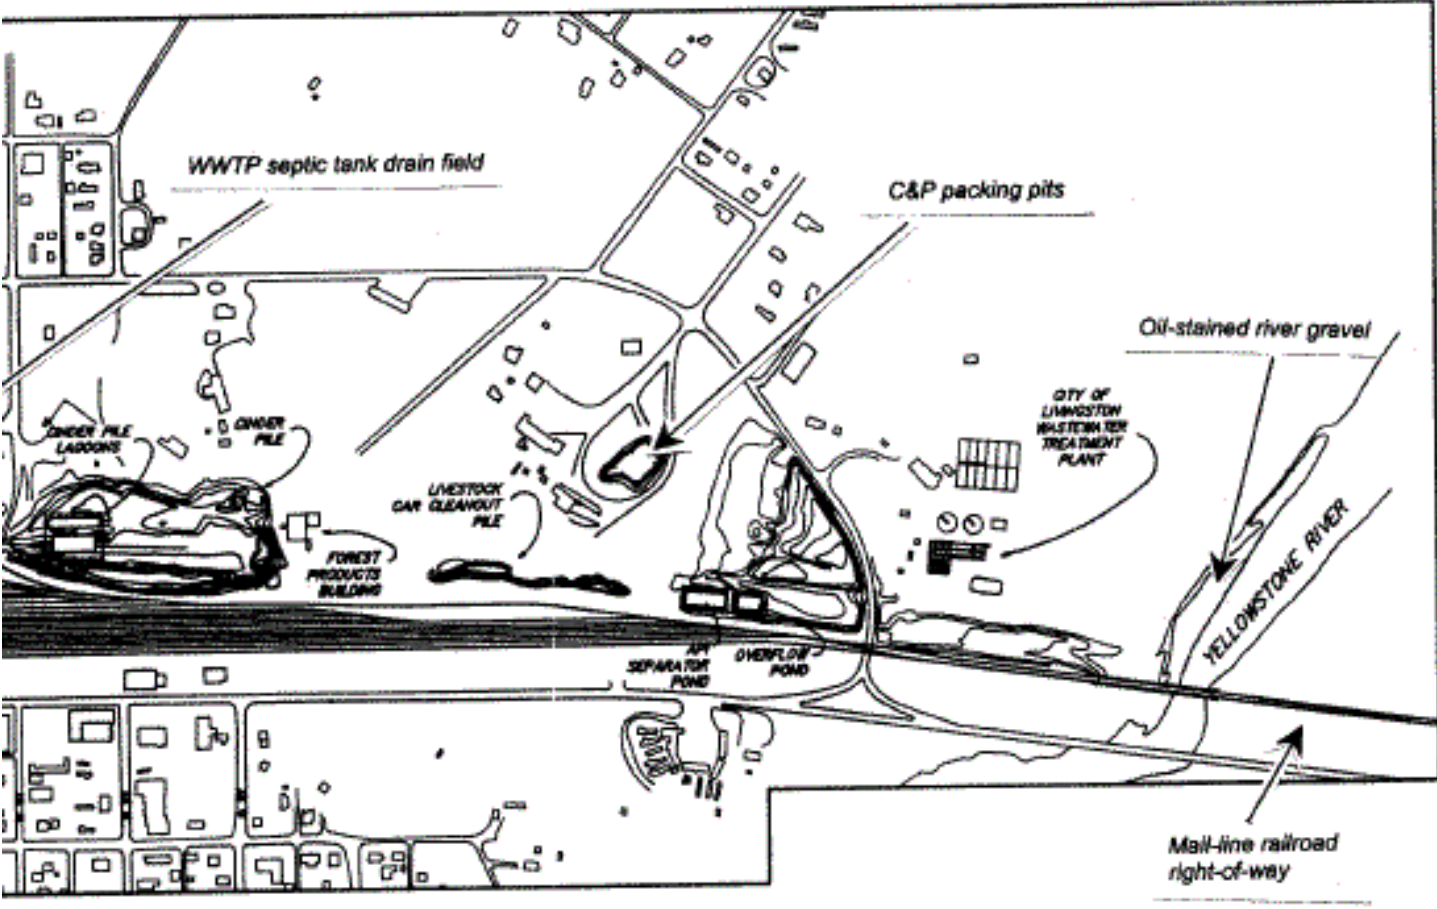 WWTP septic tank drain field
C&P packing pits
Oil-stained river gravel
CITY OF
LIVINGSTON
WASTEWATER
TREATMENT
PLANT
CINDER PILE
LAGOONS
CINDER
PILE
LIVESTOCK
CAR CLEANOUT
PILE
FOREST
PRODUCTS
BUILDING
YELLOWSTONE RIVER
API
SEPARATOR
POND
OVERFLOW
POND
Mail-line railroad
right-of-way